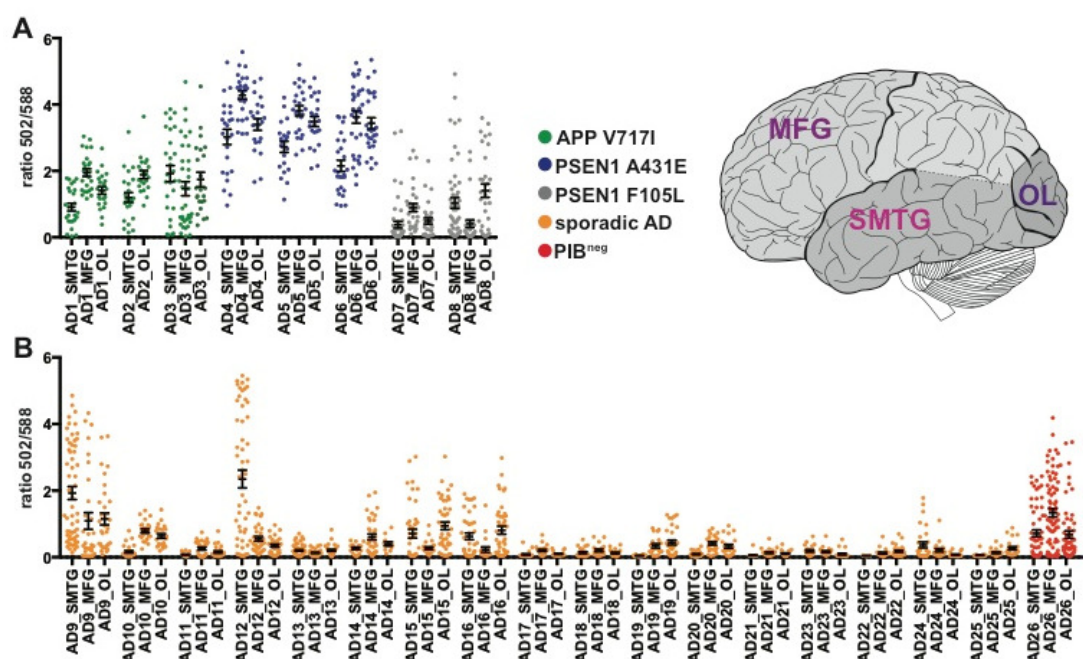 A
6
4
2
0
ratio 502/588
AD1_SMTG
AD1_MFG
AD1_OL
AD2_SMTG
AD2_OL
AD3_SMTG
AD3_MFG
AD3_OL
AD4_SMTG
AD4_MFG
AD4_OL
AD5_SMTG
AD5_MFG
AD5_OL
AD6_SMTG
AD6_MFG
AD6_OL
AD7_SMTG
AD7_MFG
AD7_OL
AD8_SMTG
AD8_MFG
AD8_OL
APP V717I
PSEN1 A431E
PSEN1 F105L
sporadic AD
PIBneg
MFG
SMTG
OL
B
6
4
2
0
ratio 502/588
AD9_SMTG
AD9_MFG
AD9_OL
AD10_SMTG
AD10_MFG
AD10_OL
AD11_SMTG
AD11_MFG
AD11_OL
AD12_SMTG
AD12_MFG
AD12_OL
AD13_SMTG
AD13_MFG
AD13_OL
AD14_SMTG
AD14_MFG
AD14_OL
AD15_SMTG
AD15_MFG
AD15_OL
AD16_SMTG
AD16_MFG
AD16_OL
AD17_SMTG
AD17_MFG
AD17_OL
AD18_SMTG
AD18_MFG
AD18_OL
AD19_SMTG
AD19_MFG
AD19_OL
AD20_SMTG
AD20_MFG
AD20_OL
AD21_SMTG
AD21_MFG
AD21_OL
AD23_SMTG
AD23_MFG
AD23_OL
AD22_SMTG
AD22_MFG
AD22_OL
AD24_SMTG
AD24_MFG
AD24_OL
AD25_SMTG
AD25_MFG
AD25_OL
AD26_SMTG
AD26_MFG
AD26_OL